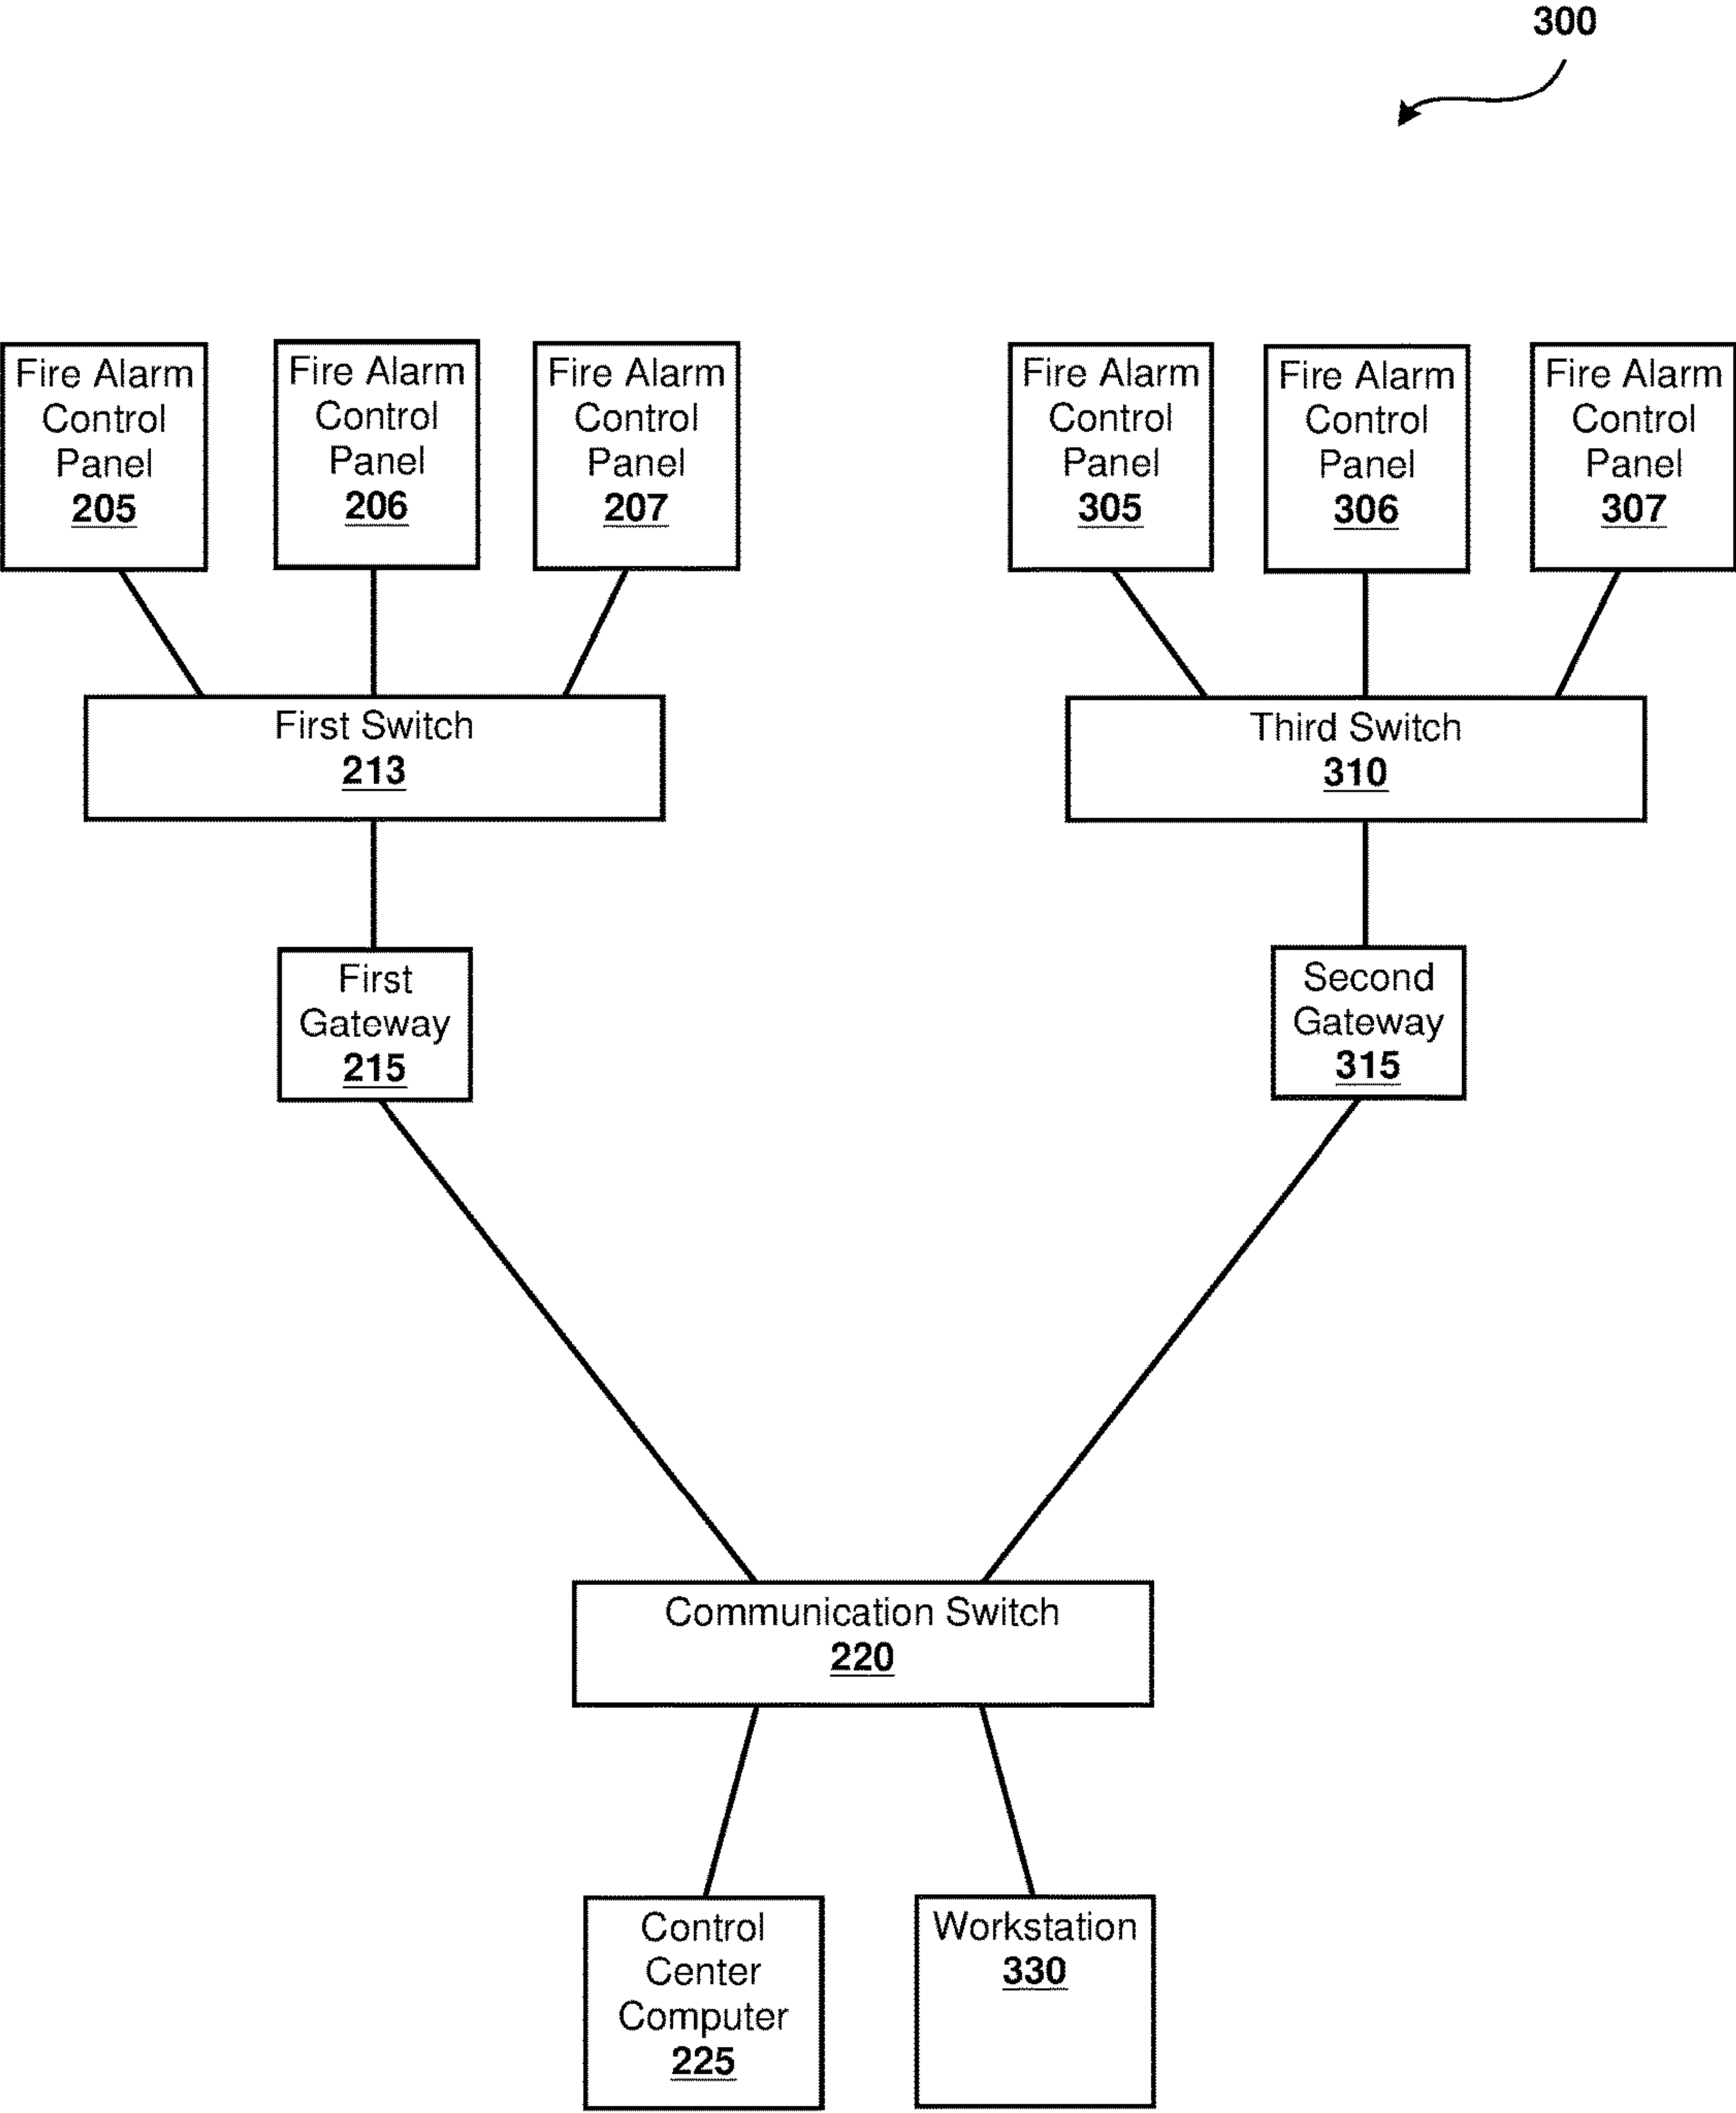 300
Fire Alarm
Control
Panel
205
Fire Alarm
Control
Panel
206
Fire Alarm
Control
Panel
207
Fire Alarm
Control
Panel
305
Fire Alarm
Control
Panel
306
Fire Alarm
Control
Panel
307
First Switch
213
Third Switch
310
First
Gateway
215
Second
Gateway
315
Communication Switch
220
Control
Center
Computer
225
Workstation
330